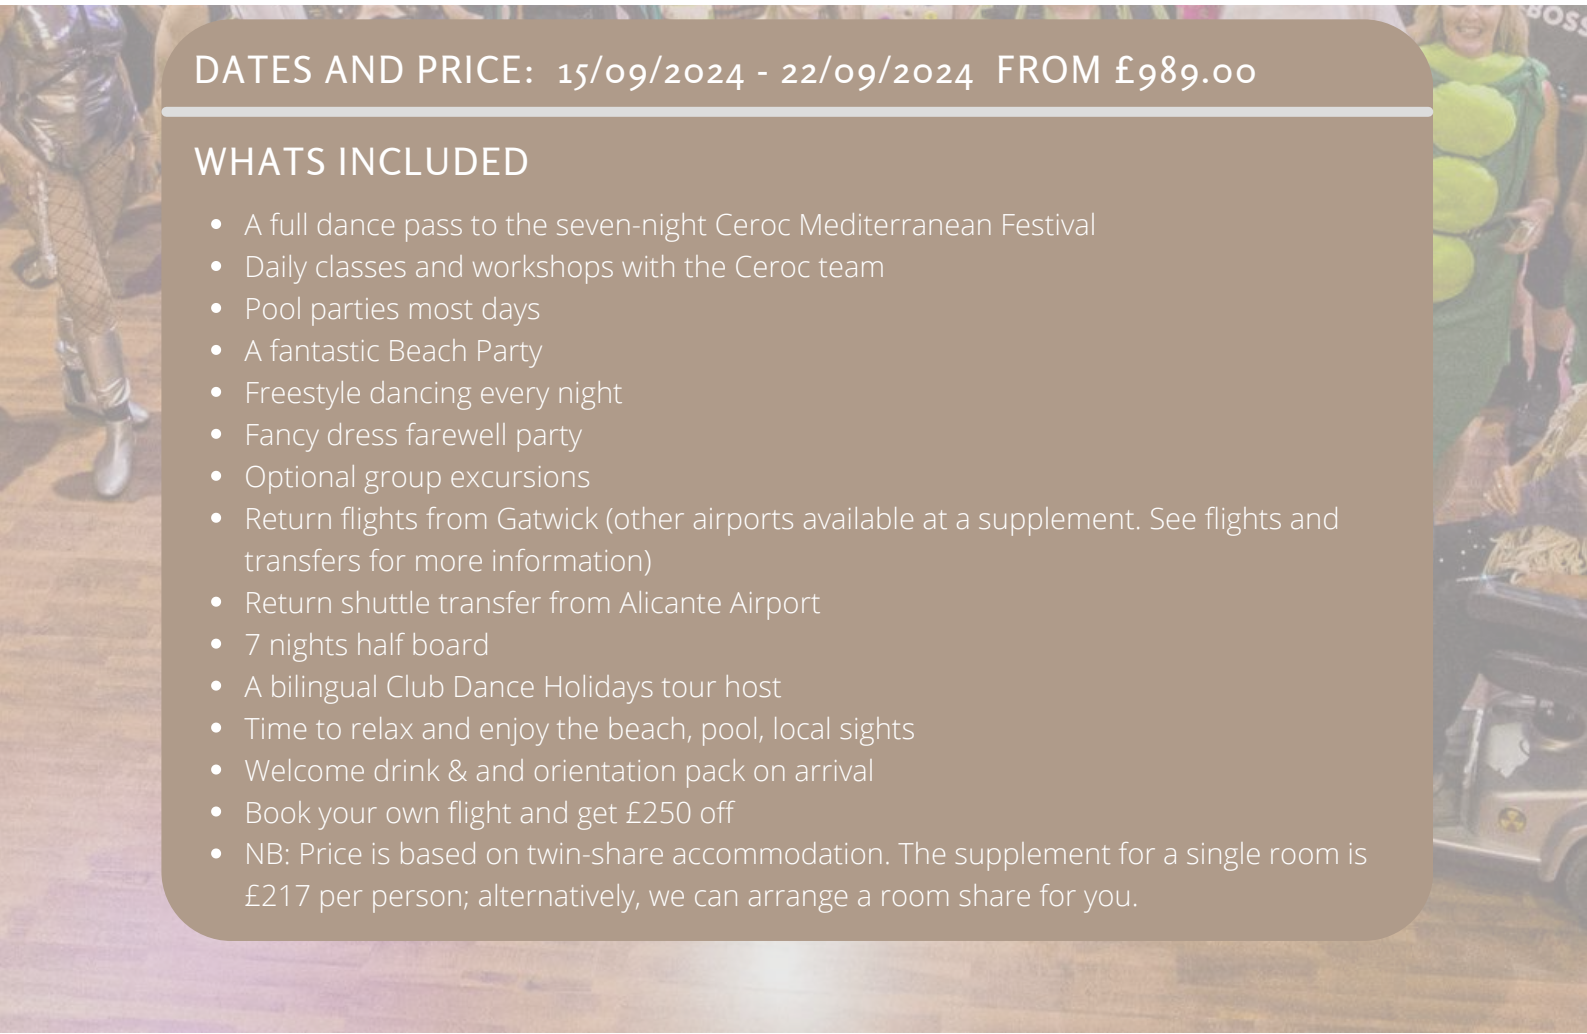 BOSS
DATES AND PRICE: 15/09/2024 - 22/09/2024 FROM £989.00
WHATS INCLUDED
• A full dance pass to the seven-night Ceroc Mediterranean Festival
• Daily classes and workshops with the Ceroc team
• Pool parties most days
• A fantastic Beach Party
• Freestyle dancing every night
• Fancy dress farewell party
• Optional group excursions
• Return flights from Gatwick (other airports available at a supplement. See flights and
transfers for more information)
• Return shuttle transfer from Alicante Airport
• 7 nights half board
• A bilingual Club Dance Holidays tour host
• Time to relax and enjoy the beach, pool, local sights
• Welcome drink & and orientation pack on arrival
• Book your own flight and get £250 off
• NB: Price is based on twin-share accommodation. The supplement for a single room is
£217 per person; alternatively, we can arrange a room share for you.